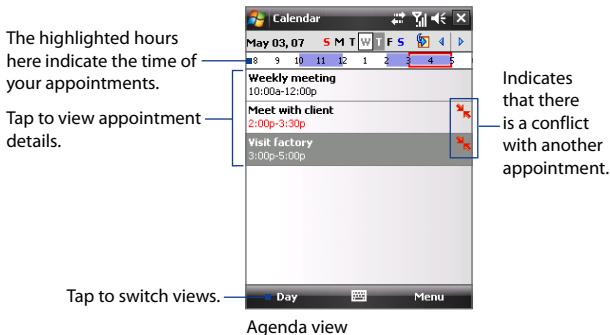 Calendar
May 03, 07 S M T W T F S
8 9 10 11 12 1 2 3 4 5
Weekly meeting
10:00a-12:00p
Meet with client
2:00p-3:30p
Visit factory
3:00p-5:00p
Day Menu
The highlighted hours
here indicate the time of
your appointments.
Tap to view appointment
details.
Indicates
that there
is a conflict
with another
appointment.
Tap to switch views.
Agenda view